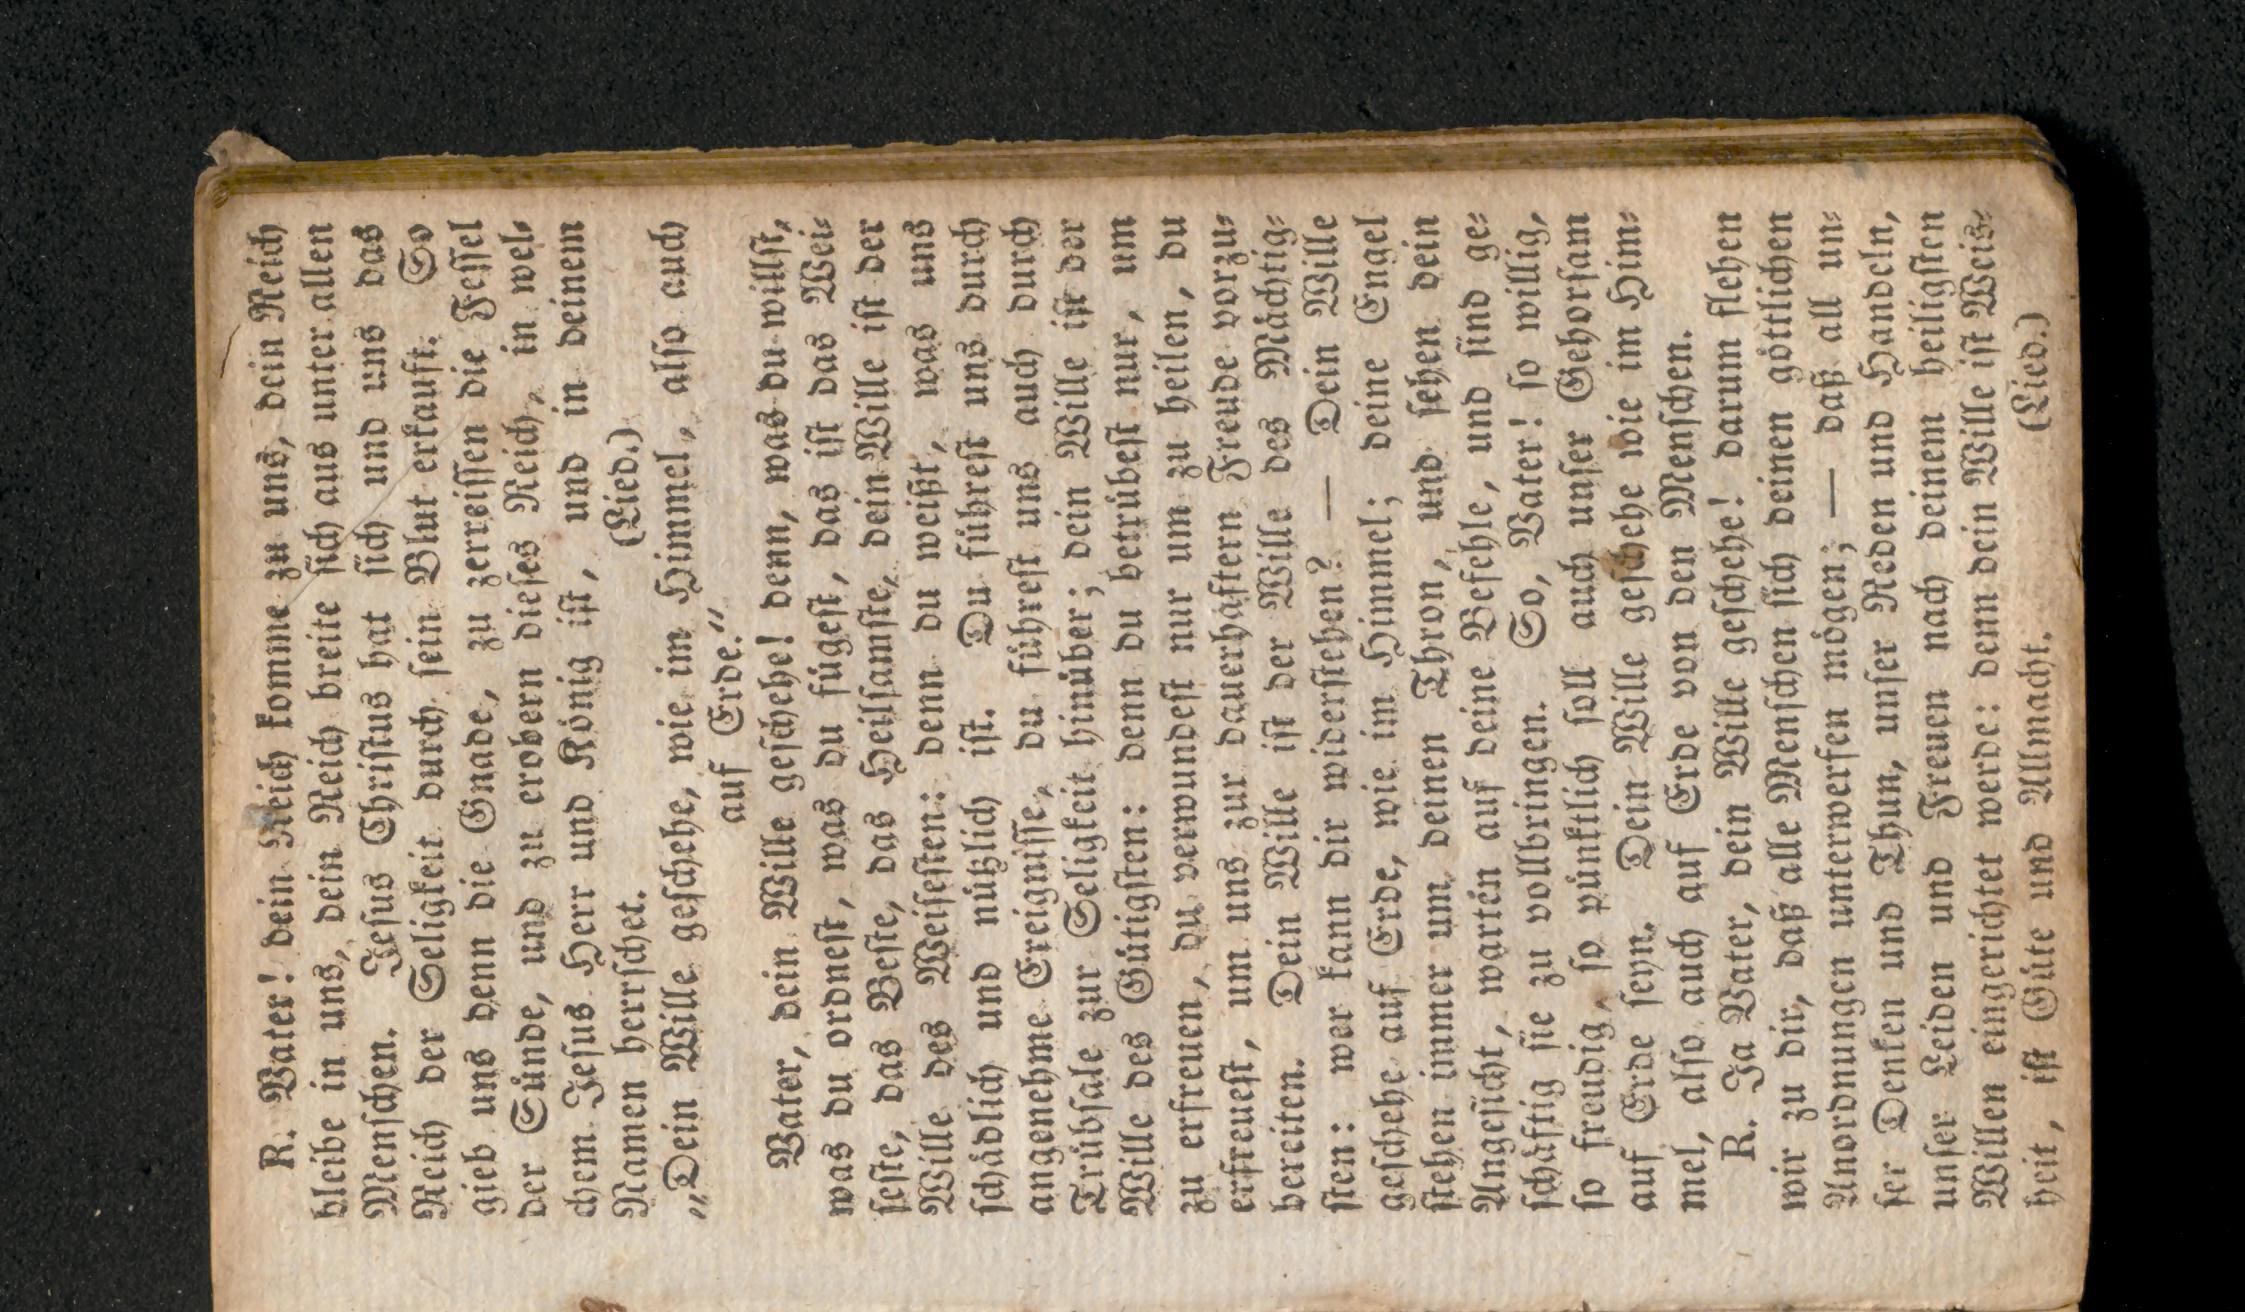 R. Vater! dein Reich komme zu uns, dein Reich
bleibe in uns, dein Reich breite ſich aus unter allen
Menſchen. Jeſus Chriſtus hat ſich und uns das
Reich der Seligkeit durch ſein Blut erkauft. So
gieb uns denn die Gnade, zu zerreiſſen die Feſſel
der Sünde, und zu erobern dieſes Reich, in wel⸗
chem Jeſus Herr und König iſt, und in deinem
Namen herrſchet. (Lied.)
„Dein Wille geſchehe, wie im Himmel, alſo auch
auf Erde.“
Vater, dein Wille geſchehe! denn, was du willſt,
was du ordneſt, was du fügeſt, das iſt das Wei⸗
ſeſte, das Beſte, das Heilſamſte, dein Wille iſt der
Wille des Weiſeſten: denn du weißt, was uns
ſchädlich und nützlich iſt. Du führeſt uns durch
angenehme Ereigniſſe, du führeſt uns auch durch
Trübſale zur Seligkeit hinüber; dein Wille iſt der
Wille des Gütigſten: denn du betrübeſt nur, um
zu erfreuen, du verwundeſt nur um zu heilen, du
erfreueſt, um uns zur dauerhaftern Freude vorzu⸗
bereiten. Dein Wille iſt der Wille des Mächtig⸗
ſten: wer kann dir widerſtehen? — Dein Wille
geſchehe auf Erde, wie im Himmel; deine Engel
ſtehen immer um deinen Thron, und ſehen dein
Angeſicht, warten auf deine Befehle, und ſind ge⸗
ſchäftig ſie zu vollbringen. So, Vater! ſo willig,
ſo freudig, ſo pünktlich ſoll auch unſer Gehorſam
auf Erde ſeyn. Dein Wille geſchehe wie im Him⸗
mel, alſo auch auf Erde von den Menſchen.
R. Ja Vater, dein Wille geſchehe! darum flehen
wir zu dir, daß alle Menſchen ſich deinen göttlichen
Anordnungen unterwerfen mögen; — daß all un⸗
ſer Denken und Thun, unſer Reden und Handeln,
unſer Leiden und Freuen nach deinem heiligſten
Willen eingerichtet werde: denn dein Wille iſt Weis⸗
heit, iſt Güte und Allmacht. (Lied.)